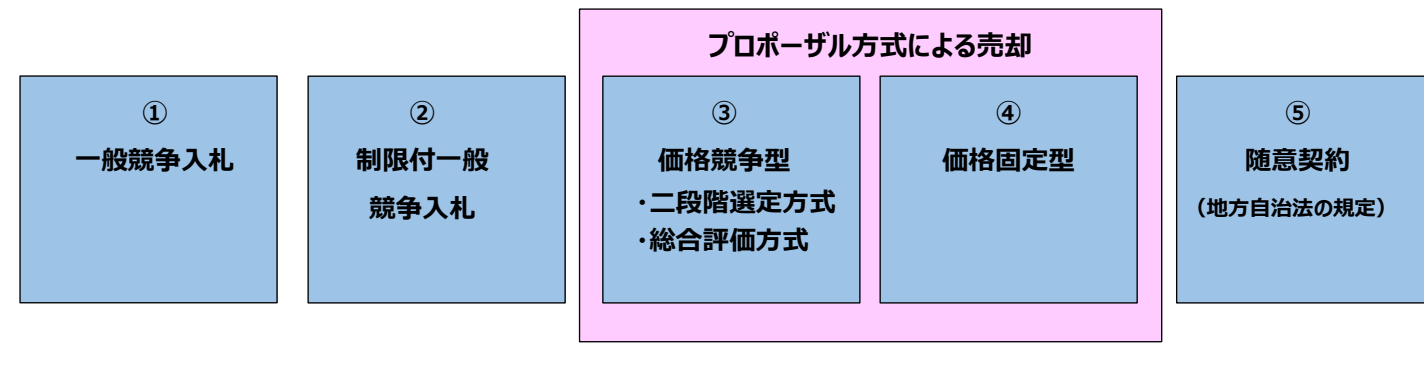 プロポーザル方式による売却
①
一般競争入札
②
制限付一般
競争入札
③
価格競争型
・二段階選定方式
・総合評価方式
④
価格固定型
⑤
随意契約
（地方自治法の規定）